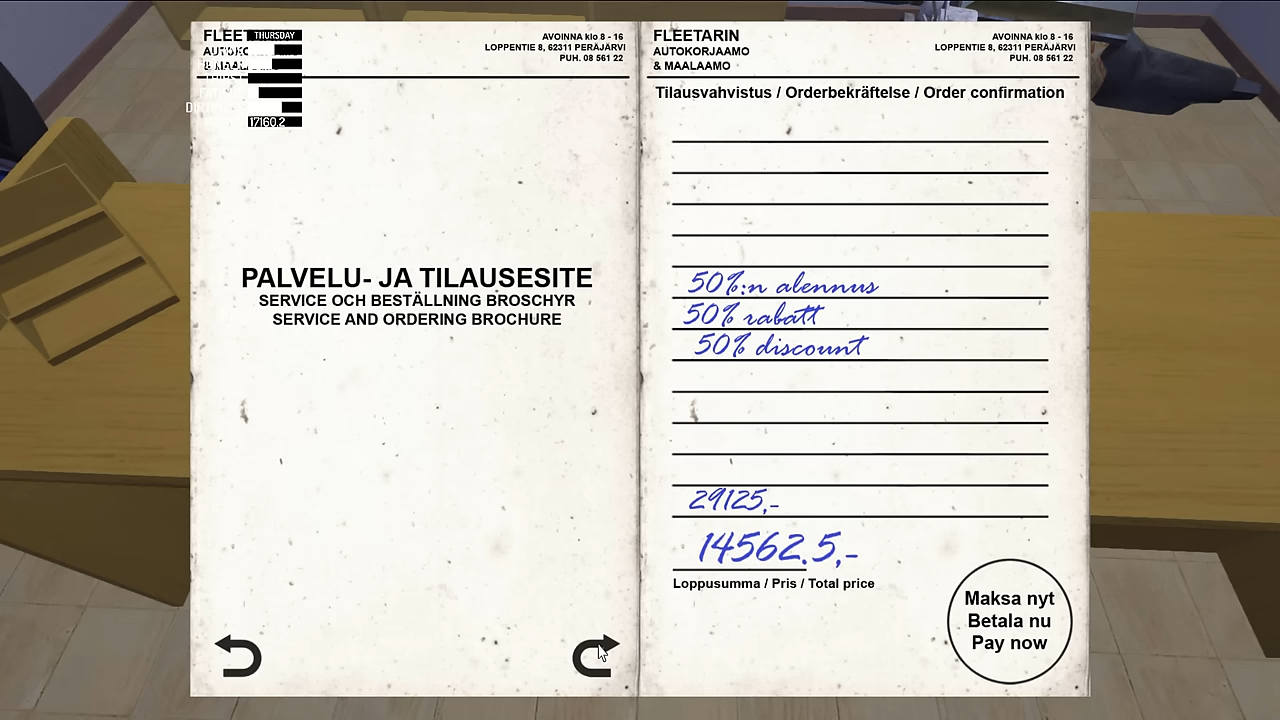 FLEET
THURSDAY
AUTOKO
& MAALAAMO
17160.2
AVOINNA klo 8 - 16
LOPPENTIE 8, 62311 PERÄJÄRVI
PUH. 08 561 22
PALVELU- JA TILAUSESITE
SERVICE OCH BESTÄLLNING BROSCHYR
SERVICE AND ORDERING BROCHURE
FLEETARIN
AUTOKORJAAMO
& MAALAAMO
AVOINNA klo 8 - 16
LOPPENTIE 8, 62311 PERÄJÄRVI
PUH. 08 561 22
Tilausvahvistus / Orderbekräftelse / Order confirmation
50%:n alennus
50% rabatt
50% discount
29125,-
14562.5,-
Loppusumma / Pris / Total price
Maksa nyt
Betala nu
Pay now